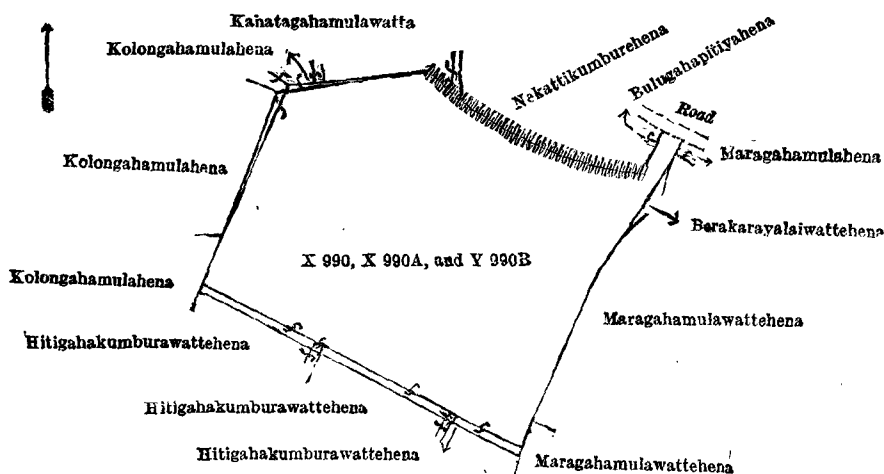 Kahatagahamulawatta
Kolongahamulahena
Nekattikumburehena
Bulugahapitiyahena
Road
Maragahamulahena
Kolongahamulahena
Berakarayalaiwattehena
X 990, X 990A, and Y 990B
Kolongahamulahena
Maragahamulawattehena
Hitigahakumburawattehena
Hitigahakumburawattehena
Hitigahakumburawattehena
Maragahamulawattehena